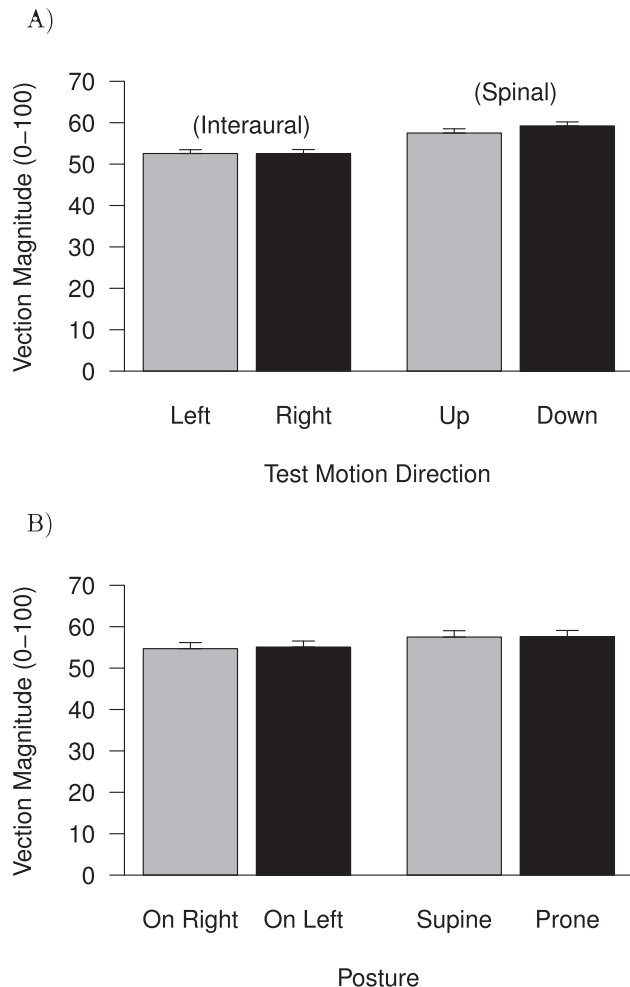 A)
Vection Magnitude (0−100)
70
60
50
40
30
20
10
0
(Interaural)
(Spinal)
Left Right Up Down
Test Motion Direction
B)
Vection Magnitude (0−100)
70
60
50
40
30
20
10
0
On Right On Left Supine Prone
Posture